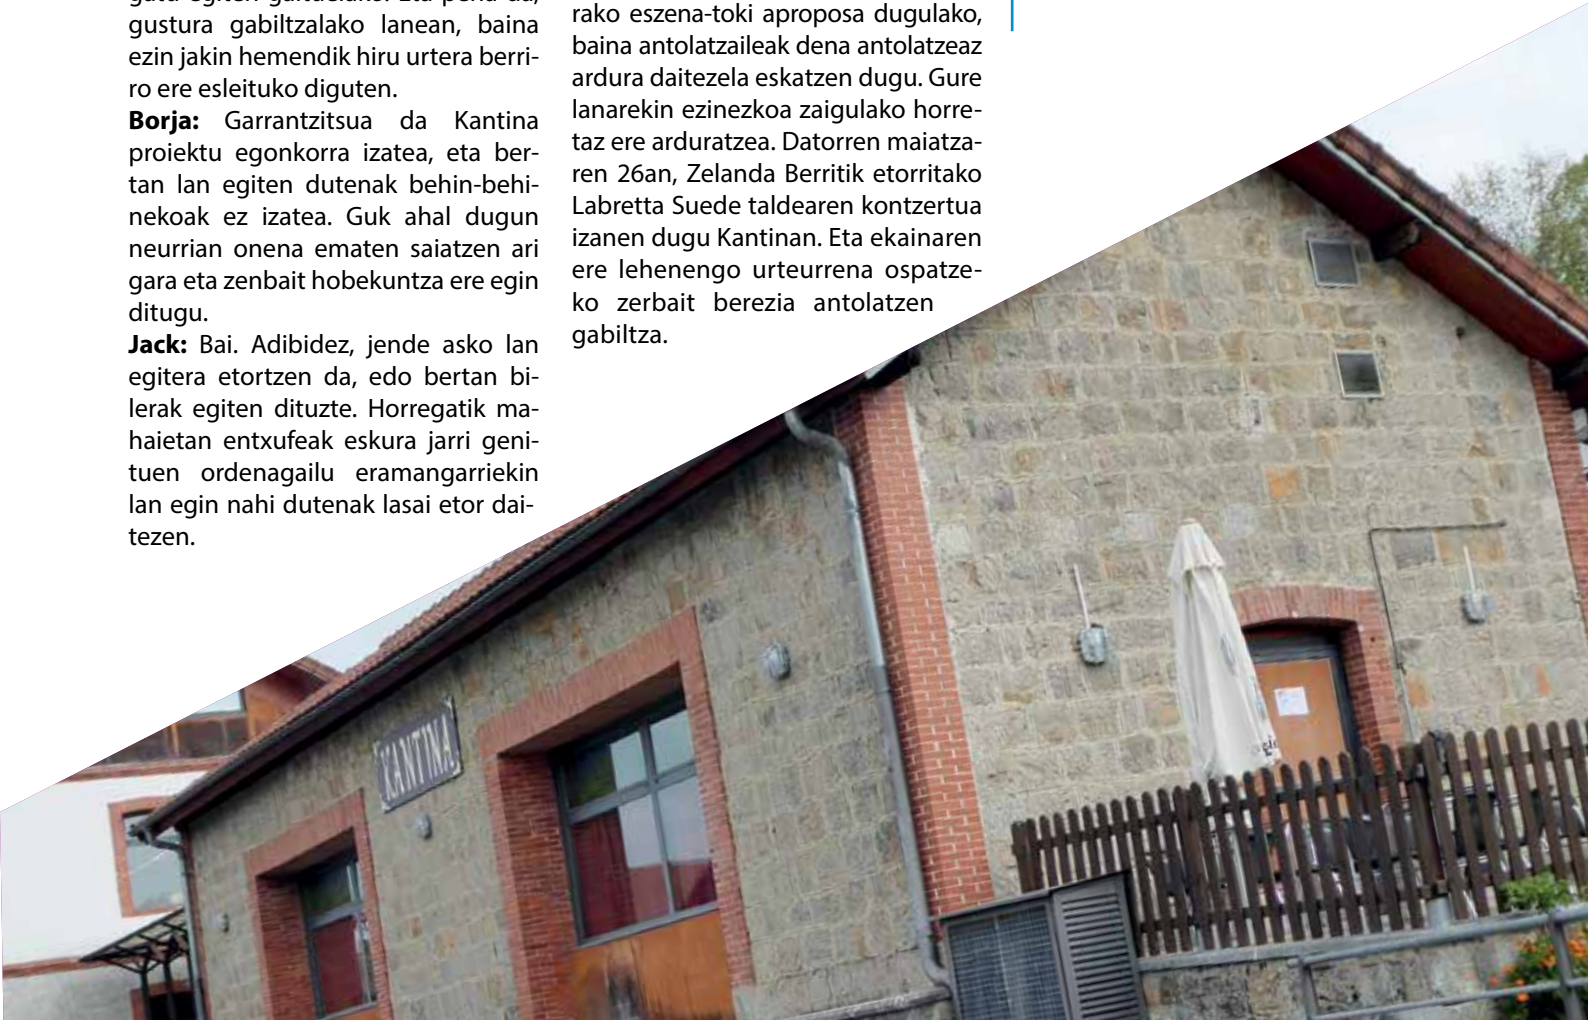 gustura gabiltzalako lanean, baina
ezin jakin hemendik hiru urtera berri-
ro ere esleituko diguten.
Borja: Garrantzitsua da Kantina
proiektu egonkorra izatea, eta ber-
tan lan egiten dutenak behin-behi-
nekoak ez izatea. Guk ahal dugun
neurrian onena ematen saiatzen ari
gara eta zenbait hobekuntza ere egin
ditugu.
Jack: Bai. Adibidez, jende asko lan
egitera etortzen da, edo bertan bi-
lerak egiten dituzte. Horregatik ma-
haietan entxufeak eskura jarri geni-
tuen ordenagailu eramangarriekin
lan egin nahi dutenak lasai etor dai-
tezen.
rako eszena-toki aproposa dugulako,
baina antolatzaileak dena antolatzeaz
ardura daitezela eskatzen dugu. Gure
lanarekin ezinezkoa zaigulako horre-
taz ere arduratzea. Datorren maiatza-
ren 26an, Zelanda Berritik etorritako
Labretta Suede taldearen kontzertua
izanen dugu Kantinan. Eta ekainaren
ere lehenengo urteurrena ospatze-
ko zerbait berezia antolatzen
gabiltza.
KANTINA